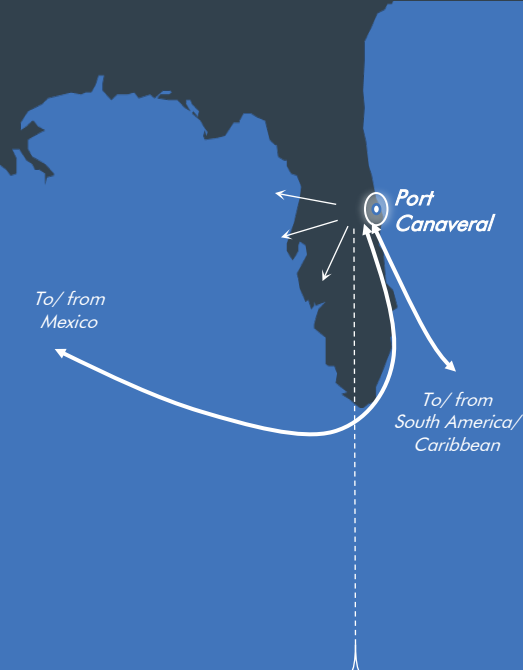 Port
Canaveral
To/ from
Mexico
To/ from
South America/
Caribbean